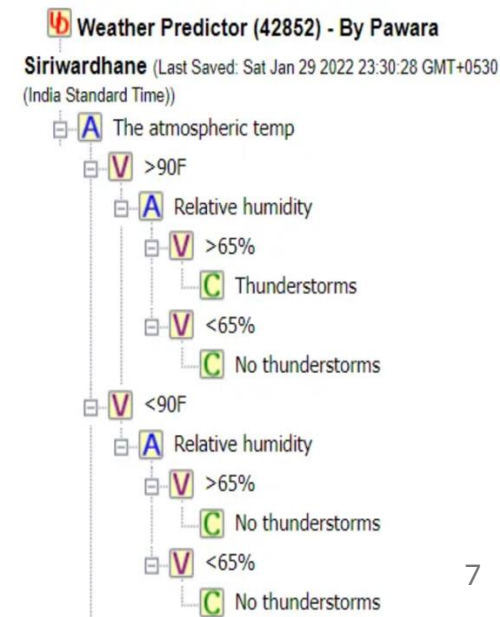 UD Weather Predictor (42852) - By Pawara
Siriwardhane (Last Saved: Sat Jan 29 2022 23:30:28 GMT+0530
(India Standard Time))
A The atmospheric temp
V >90F
A Relative humidity
V >65%
C Thunderstorms
V <65%
C No thunderstorms
V <90F
A Relative humidity
V >65%
C No thunderstorms
V <65%
C No thunderstorms
7